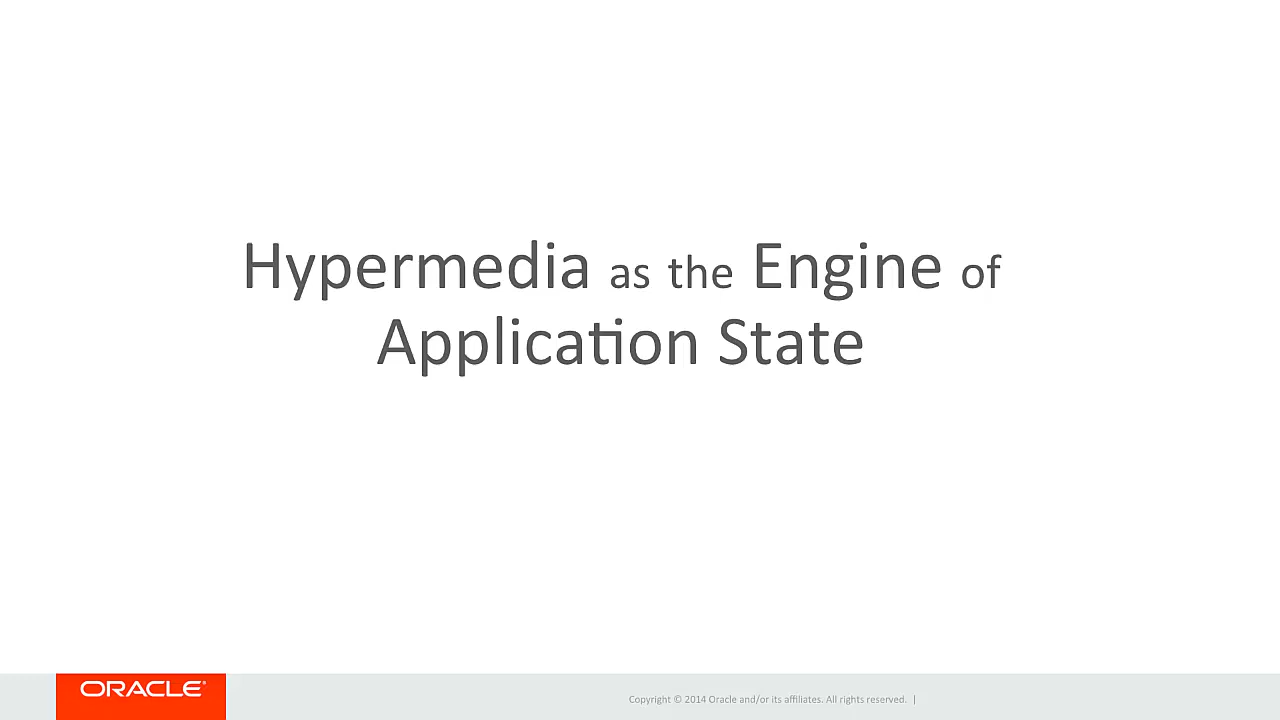 Hypermedia as the Engine of
Application State
ORACLE®
Copyright © 2014 Oracle and/or its affiliates. All rights reserved. |